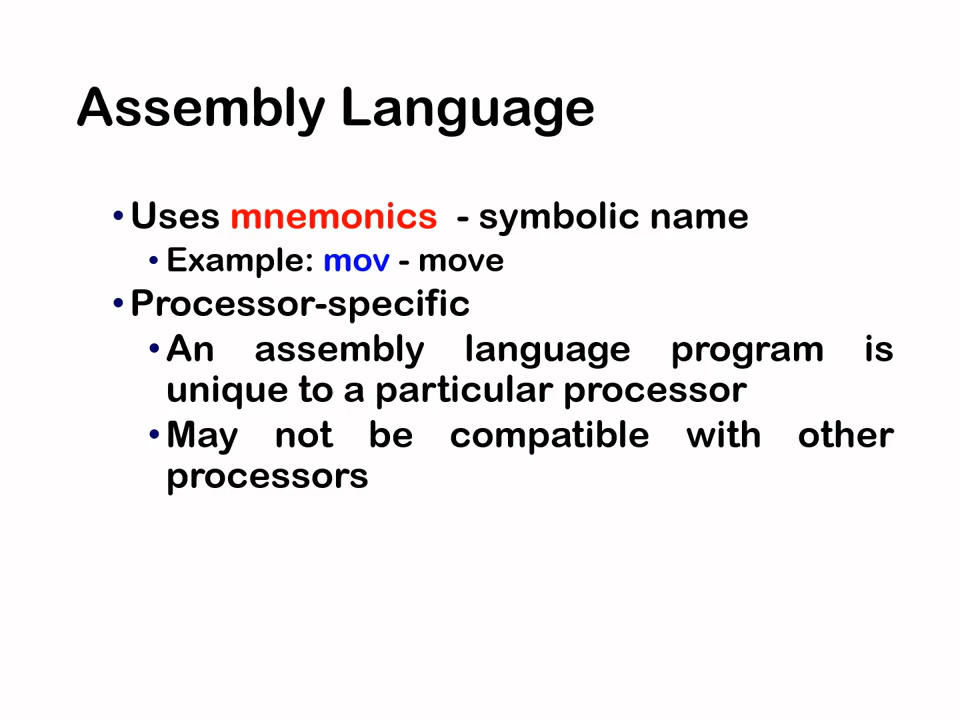 Assembly Language
• Uses mnemonics - symbolic name
• Example: mov - move
• Processor-specific
• An assembly language program is
unique to a particular processor
• May not be compatible with other
processors